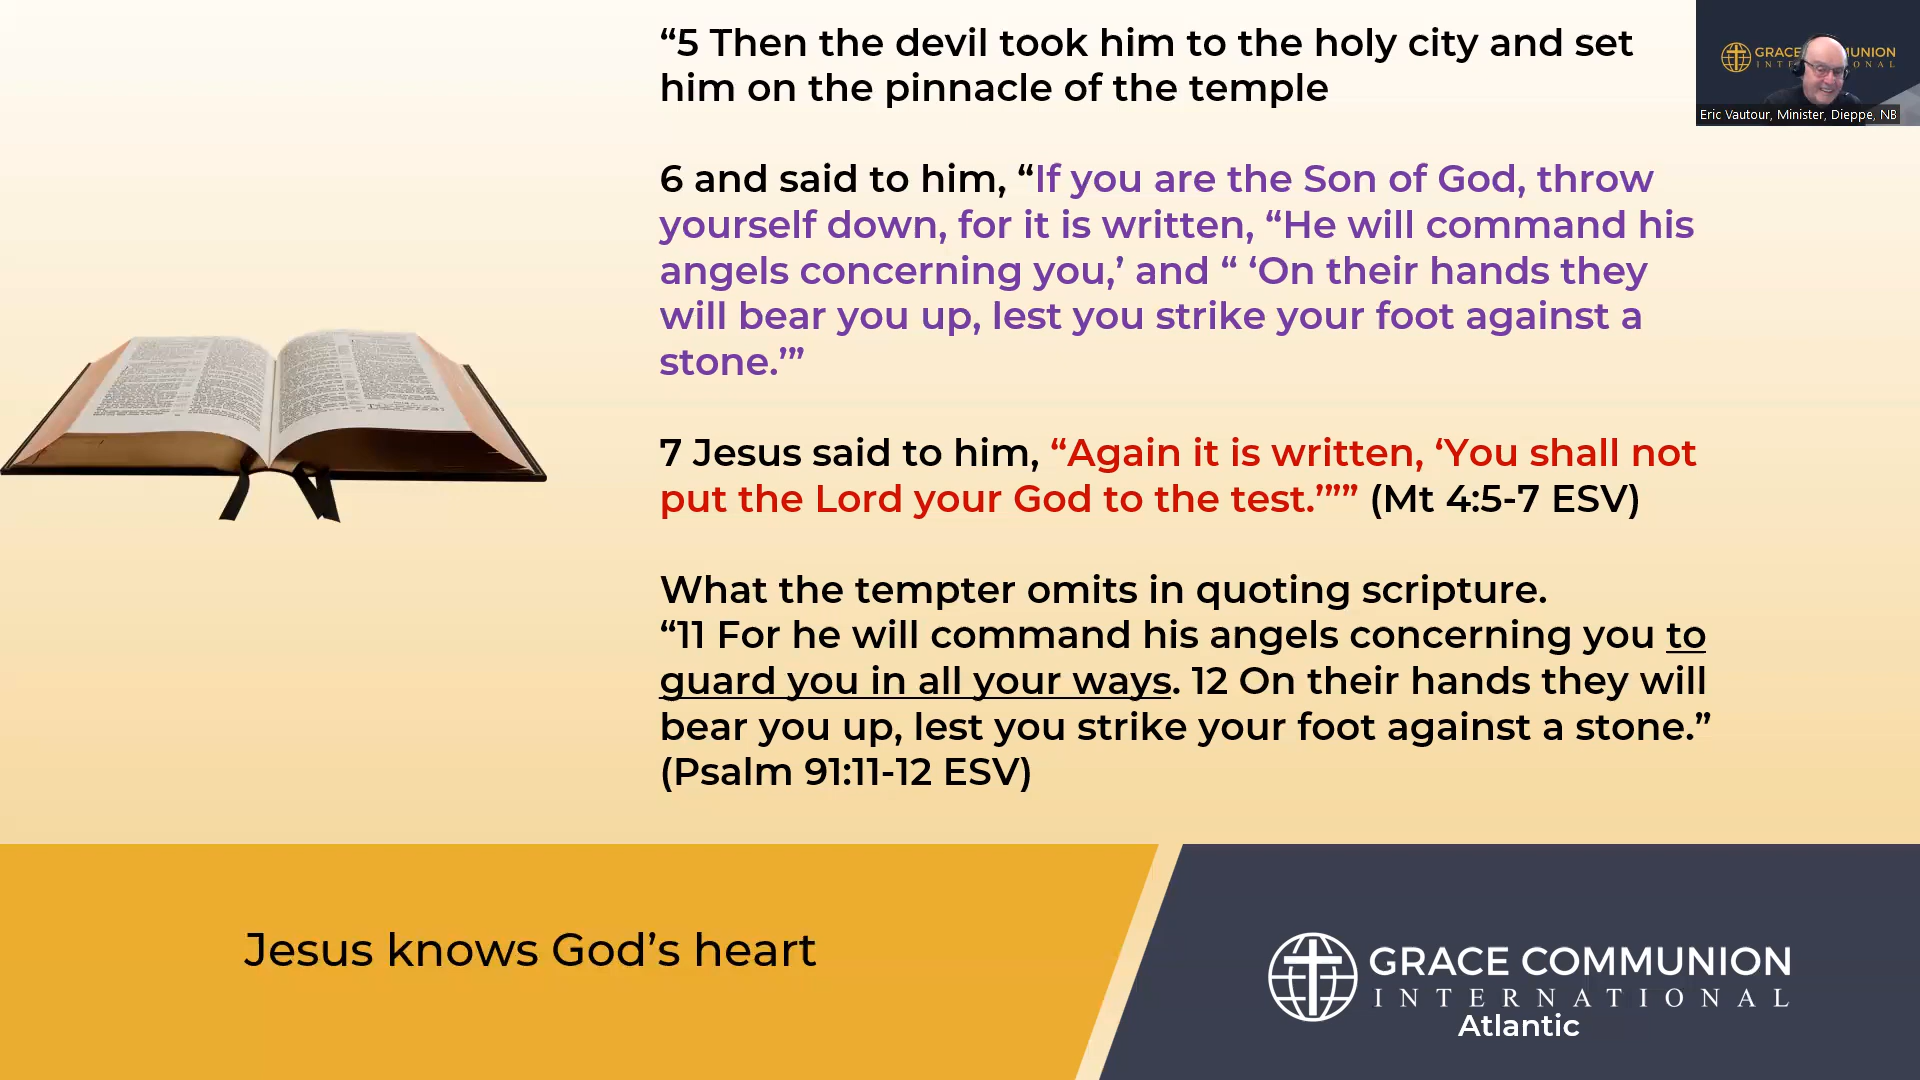 “5 Then the devil took him to the holy city and set
him on the pinnacle of the temple
6 and said to him, “If you are the Son of God, throw
yourself down, for it is written, “He will command his
angels concerning you,’ and “ ‘On their hands they
will bear you up, lest you strike your foot against a
stone.’”
7 Jesus said to him, “Again it is written, ‘You shall not
put the Lord your God to the test.’”” (Mt 4:5-7 ESV)
What the tempter omits in quoting scripture.
“11 For he will command his angels concerning you to
guard you in all your ways. 12 On their hands they will
bear you up, lest you strike your foot against a stone.”
(Psalm 91:11-12 ESV)
Jesus knows God’s heart
GRACE COMMUNION
INTERNATIONAL
Atlantic
Eric Vautour, Minister, Dieppe, NB